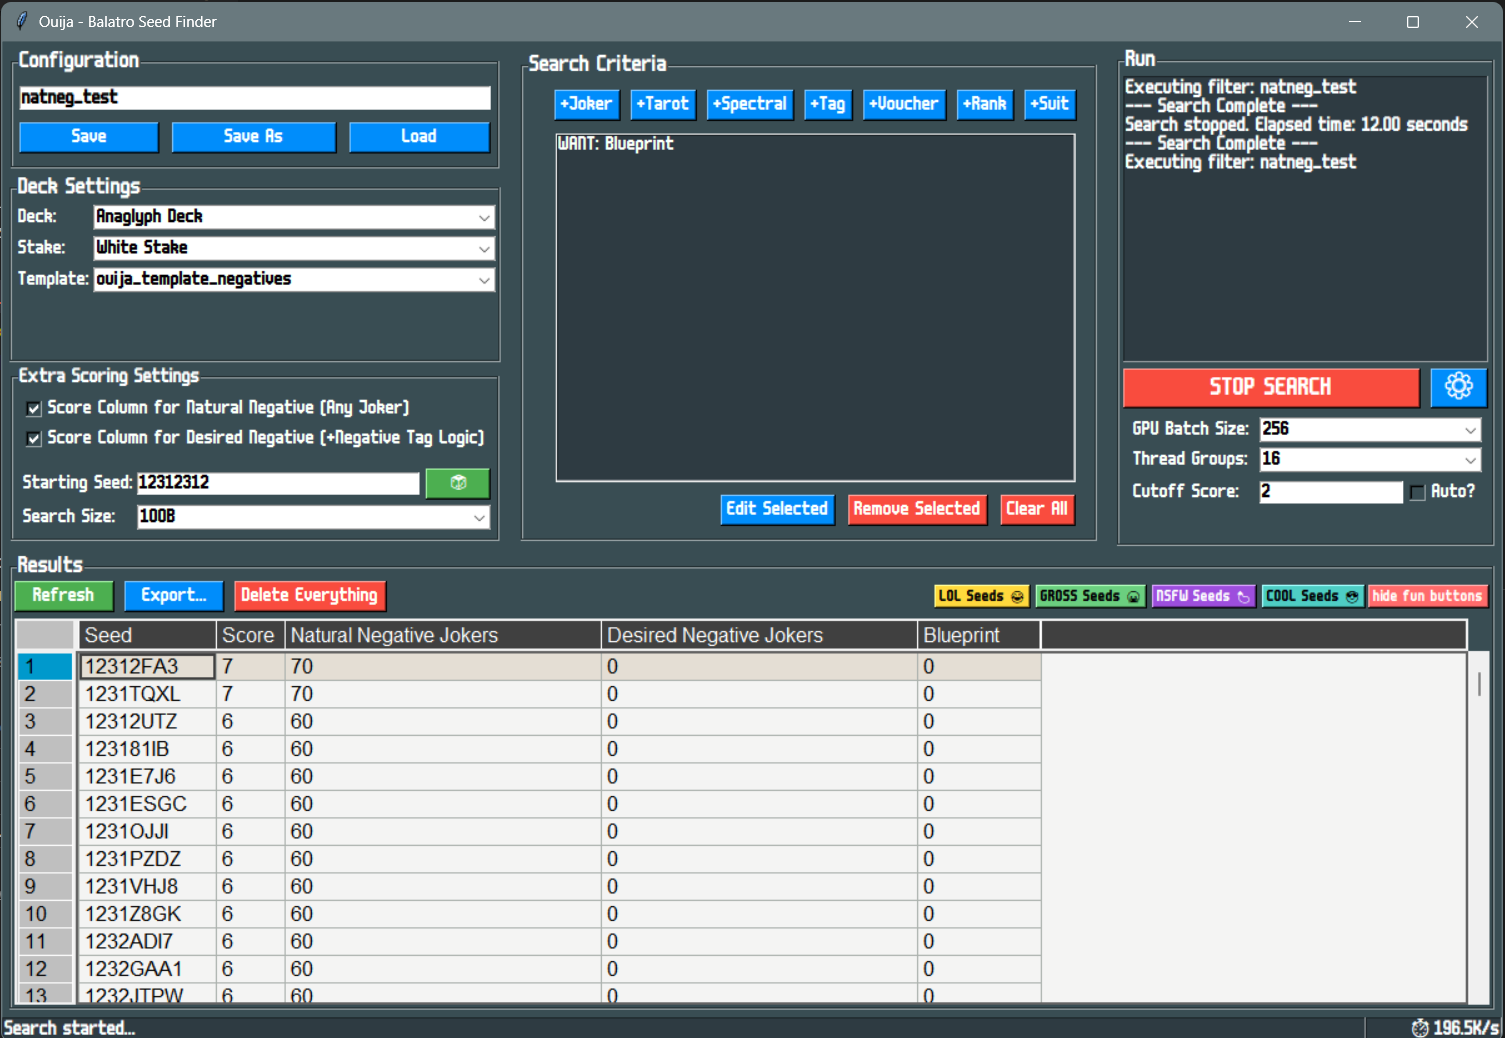 Ouija - Balatro Seed Finder
Configuration
natneg_test
Save Save As Load
Deck Settings
Deck: Anaglyph Deck
Stake: White Stake
Template: ouija_template_negatives
Extra Scoring Settings
Score Column for Natural Negative (Any Joker)
Score Column for Desired Negative (+Negative Tag Logic)
Starting Seed: 12312312
Search Size: 100B
Search Criteria
+Joker +Tarot +Spectral +Tag +Voucher +Rank +Suit
WANT: Blueprint
Edit Selected Remove Selected Clear All
Run
Executing filter: natneg_test
--- Search Complete ---
Search stopped. Elapsed time: 12.00 seconds
--- Search Complete ---
Executing filter: natneg_test
STOP SEARCH
GPU Batch Size: 256
Thread Groups: 16
Cutoff Score: 2 Auto?
Results
Refresh Export... Delete Everything LOL Seeds GROSS Seeds NSFW Seeds COOL Seeds hide fun buttons
Seed Score Natural Negative Jokers Desired Negative Jokers Blueprint
1 12312FA3 7 70 0 0
2 1231TQXL 7 70 0 0
3 12312UTZ 6 60 0 0
4 123181IB 6 60 0 0
5 1231E7J6 6 60 0 0
6 1231ESGC 6 60 0 0
7 1231OJJI 6 60 0 0
8 1231PZDZ 6 60 0 0
9 1231VHJ8 6 60 0 0
10 1231Z8GK 6 60 0 0
11 1232ADI7 6 60 0 0
12 1232GAA1 6 60 0 0
13 1232JTPW 6 60 0 0
Search started... 196.5K/s